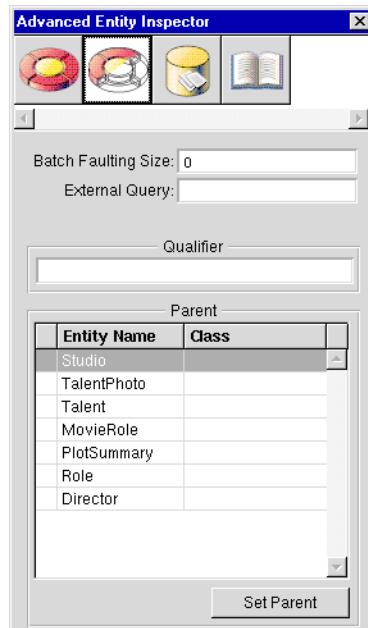 Advanced Entity Inspector
Batch Faulting Size: 0
External Query:
Qualifier
Parent
Entity Name Class
Studio
TalentPhoto
Talent
MovieRole
PlotSummary
Role
Director
Set Parent